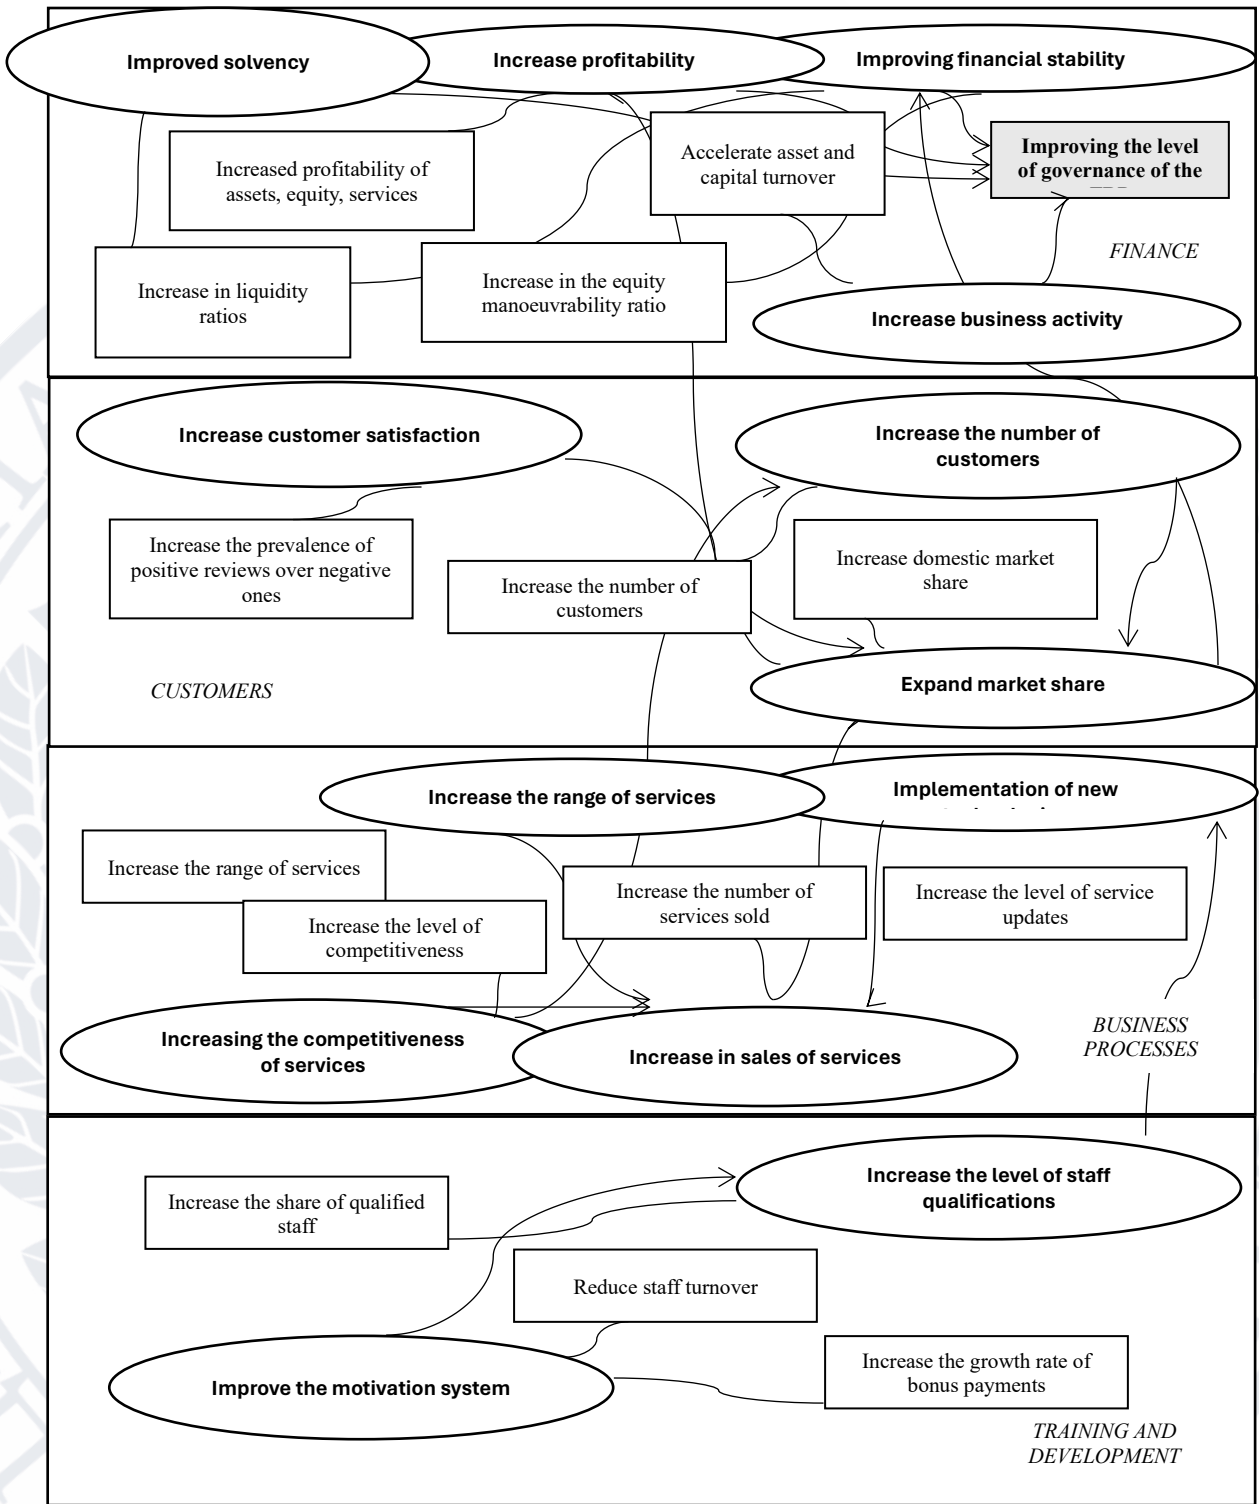 Improved solvency
Increase profitability
Improving financial stability
Increased profitability of
assets, equity, services
Accelerate asset and
capital turnover
Improving the level
of governance of the
FINANCE
Increase in liquidity
ratios
Increase in the equity
manoeuvrability ratio
Increase business activity
Increase customer satisfaction
Increase the number of
customers
Increase the prevalence of
positive reviews over negative
ones
Increase the number of
customers
Increase domestic market
share
CUSTOMERS
Expand market share
Increase the range of services
Implementation of new
Increase the range of services
Increase the level of
competitiveness
Increase the number of
services sold
Increase the level of service
updates
Increasing the competitiveness
of services
Increase in sales of services
BUSINESS
PROCESSES
Increase the level of staff
qualifications
Increase the share of qualified
staff
Reduce staff turnover
Improve the motivation system
Increase the growth rate of
bonus payments
TRAINING AND
DEVELOPMENT